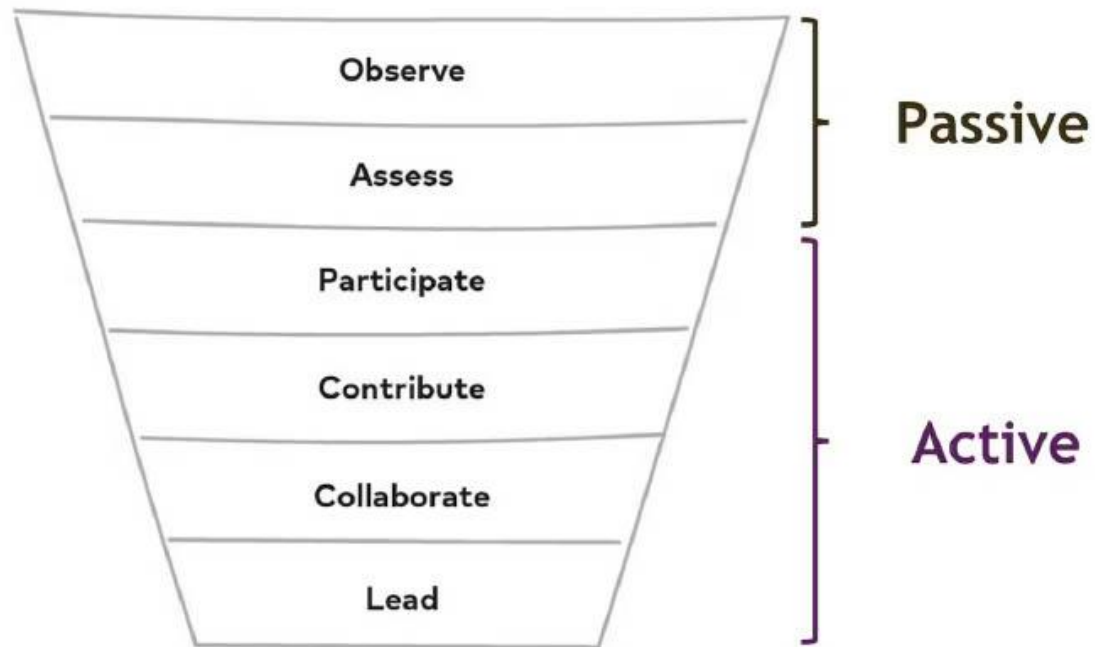 Observe
Assess
Participate
Contribute
Collaborate
Lead
Passive
Active